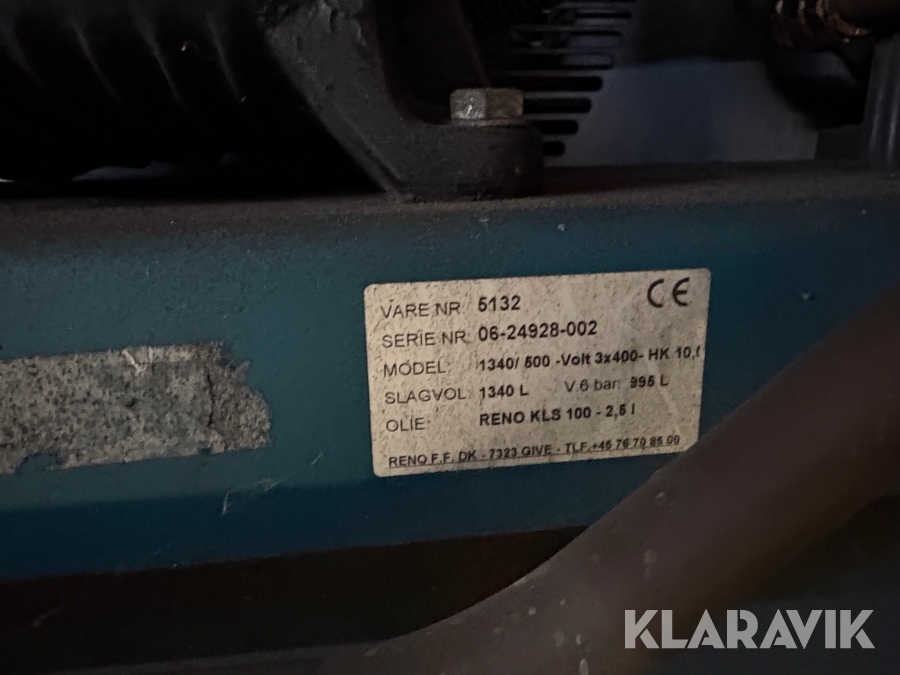 CE
VARE NR. 5132
SERIE NR. 06-24928-002
MODEL: 1340/ 500 -Volt 3x400- HK 10,
SLAGVOL: 1340 L V.6 bar: 995 L
OLIE: RENO KLS 100 - 2,5 l
RENO F.F. DK - 7323 GIVE - TLF.+45 76 70 85 00
KLARAVIK